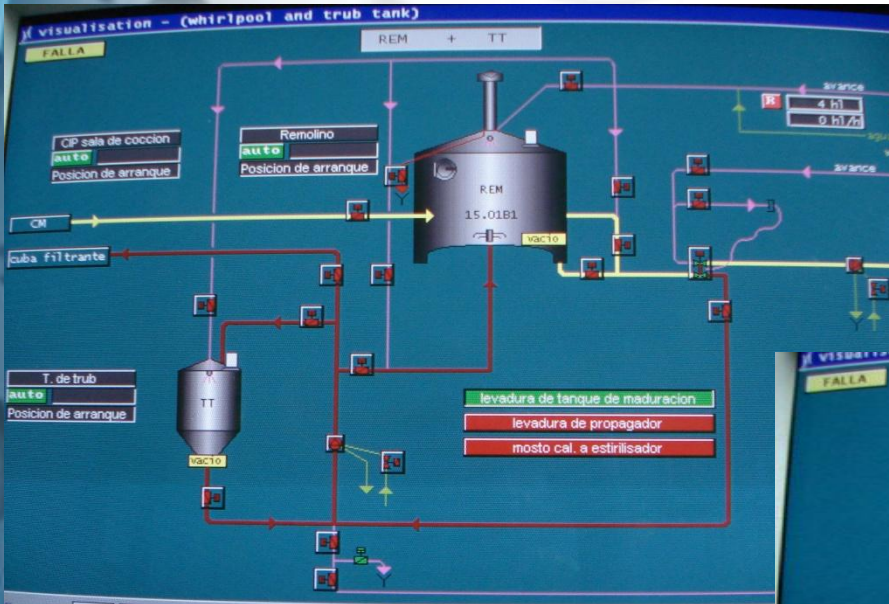 visualisation - (whirlpool and trub tank)
FALLA
REM + TT
avance
R
4 hl
0 hl/h
CIP sala de coccion
auto
Posicion de arranque
Remolino
auto
Posicion de arranque
avance
REM
15.01B1
CM
vacio
cuba filtrante
T. de trub
auto
Posicion de arranque
TT
vacio
levadura de tanque de maduracion
levadura de propagador
mosto cal. a estirilisador
FALLA